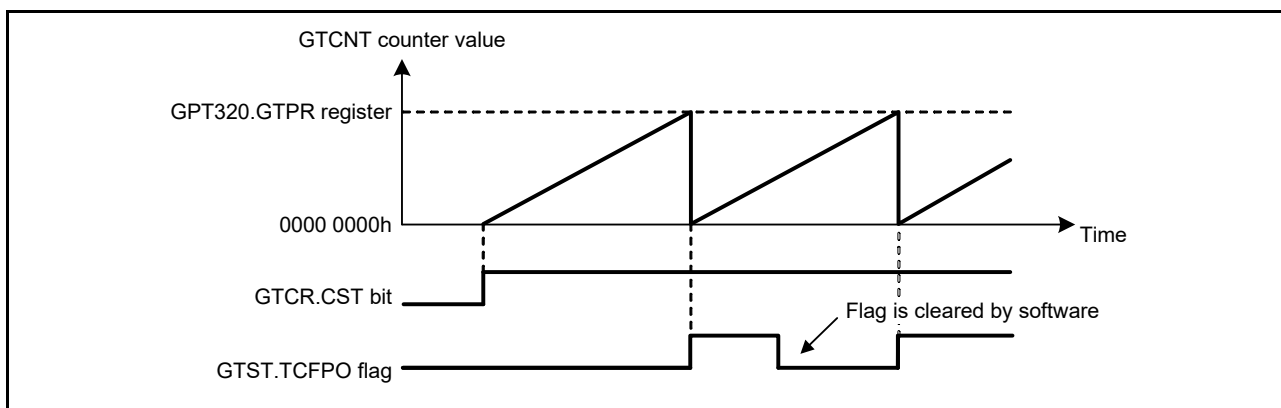 GTCNT counter value
GPT320.GTPR register
0000 0000h
Time
GTCR.CST bit
Flag is cleared by software
GTST.TCFPO flag